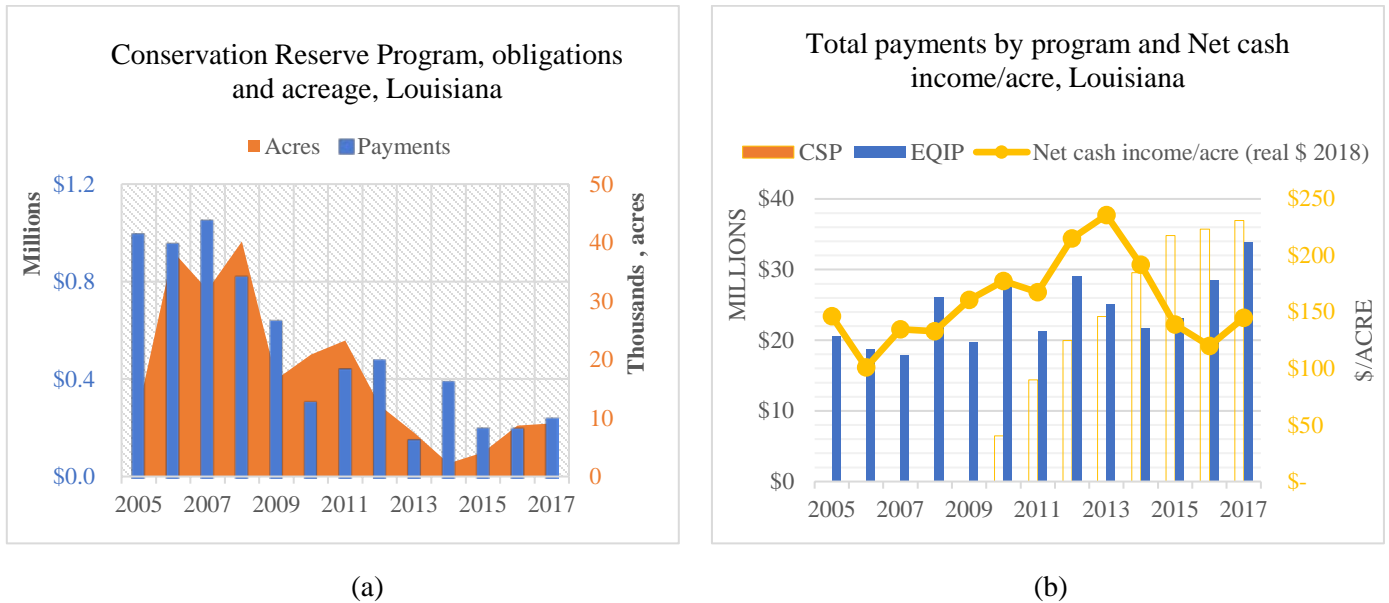 Conservation Reserve Program, obligations
and acreage, Louisiana
Acres Payments
Millions
$1.2
$0.8
$0.4
$0.0
50
40
30
20
10
0
Thousands , acres
2005 2007 2009 2011 2013 2015 2017
(a)
Total payments by program and Net cash
income/acre, Louisiana
CSP EQIP Net cash income/acre (real $ 2018)
MILLIONS
$40
$30
$20
$10
$0
$250
$200
$150
$100
$50
$-
$/ACRE
2005 2007 2009 2011 2013 2015 2017
(b)